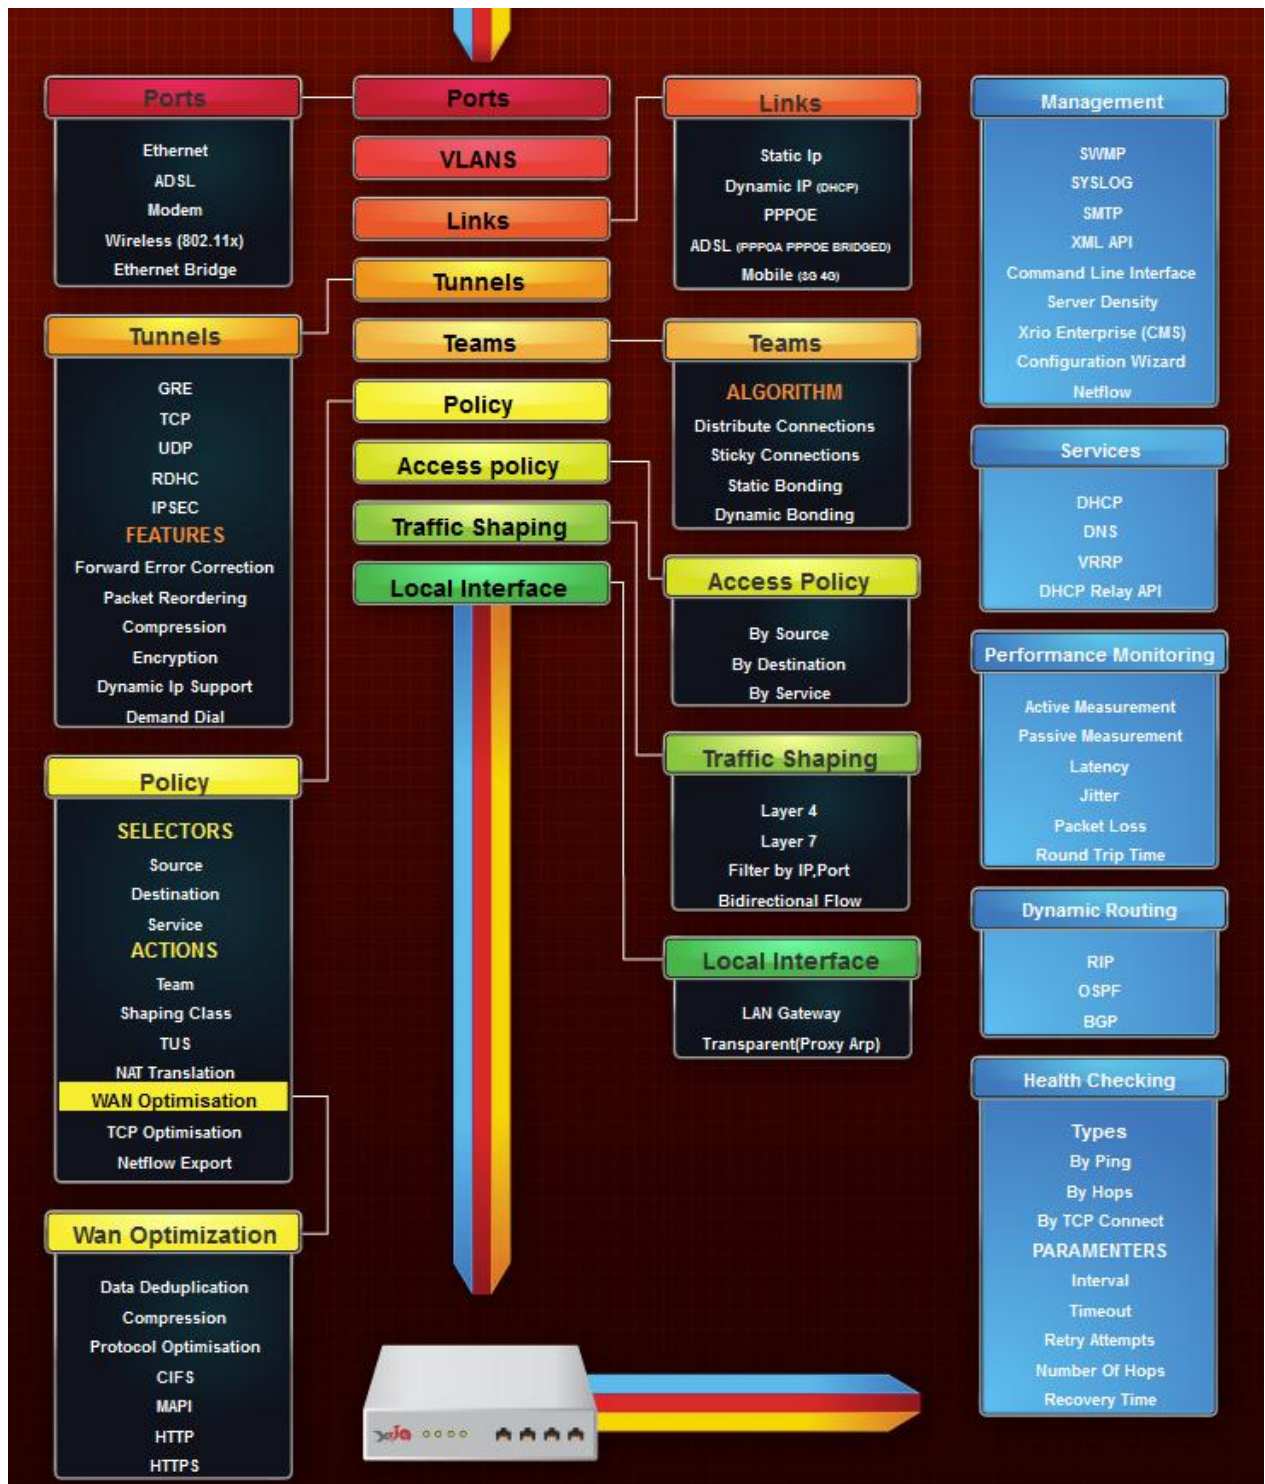 Ports
Ethernet
ADSL
Modem
Wireless (802.11x)
Ethernet Bridge
Tunnels
GRE
TCP
UDP
RDHC
IPSEC
FEATURES
Forward Error Correction
Packet Reordering
Compression
Encryption
Dynamic Ip Support
Demand Dial
Policy
SELECTORS
Source
Destination
Service
ACTIONS
Team
Shaping Class
TUS
NAT Translation
WAN Optimisation
TCP Optimisation
Netflow Export
Wan Optimization
Data Deduplication
Compression
Protocol Optimisation
CIFS
MAPI
HTTP
HTTPS
Ports
VLANS
Links
Tunnels
Teams
Policy
Access policy
Traffic Shaping
Local Interface
Links
Static Ip
Dynamic IP (DHCP)
PPPOE
ADSL (PPPOA PPPOE BRIDGED)
Mobile (3G 4G)
Teams
ALGORITHM
Distribute Connections
Sticky Connections
Static Bonding
Dynamic Bonding
Access Policy
By Source
By Destination
By Service
Traffic Shaping
Layer 4
Layer 7
Filter by IP,Port
Bidirectional Flow
Local Interface
LAN Gateway
Transparent(Proxy Arp)
Management
SWMP
SYSLOG
SMTP
XML API
Command Line Interface
Server Density
Xrio Enterprise (CMS)
Configuration Wizard
Netflow
Services
DHCP
DNS
VRRP
DHCP Relay API
Performance Monitoring
Active Measurement
Passive Measurement
Latency
Jitter
Packet Loss
Round Trip Time
Dynamic Routing
RIP
OSPF
BGP
Health Checking
Types
By Ping
By Hops
By TCP Connect
PARAMENTERS
Interval
Timeout
Retry Attempts
Number Of Hops
Recovery Time